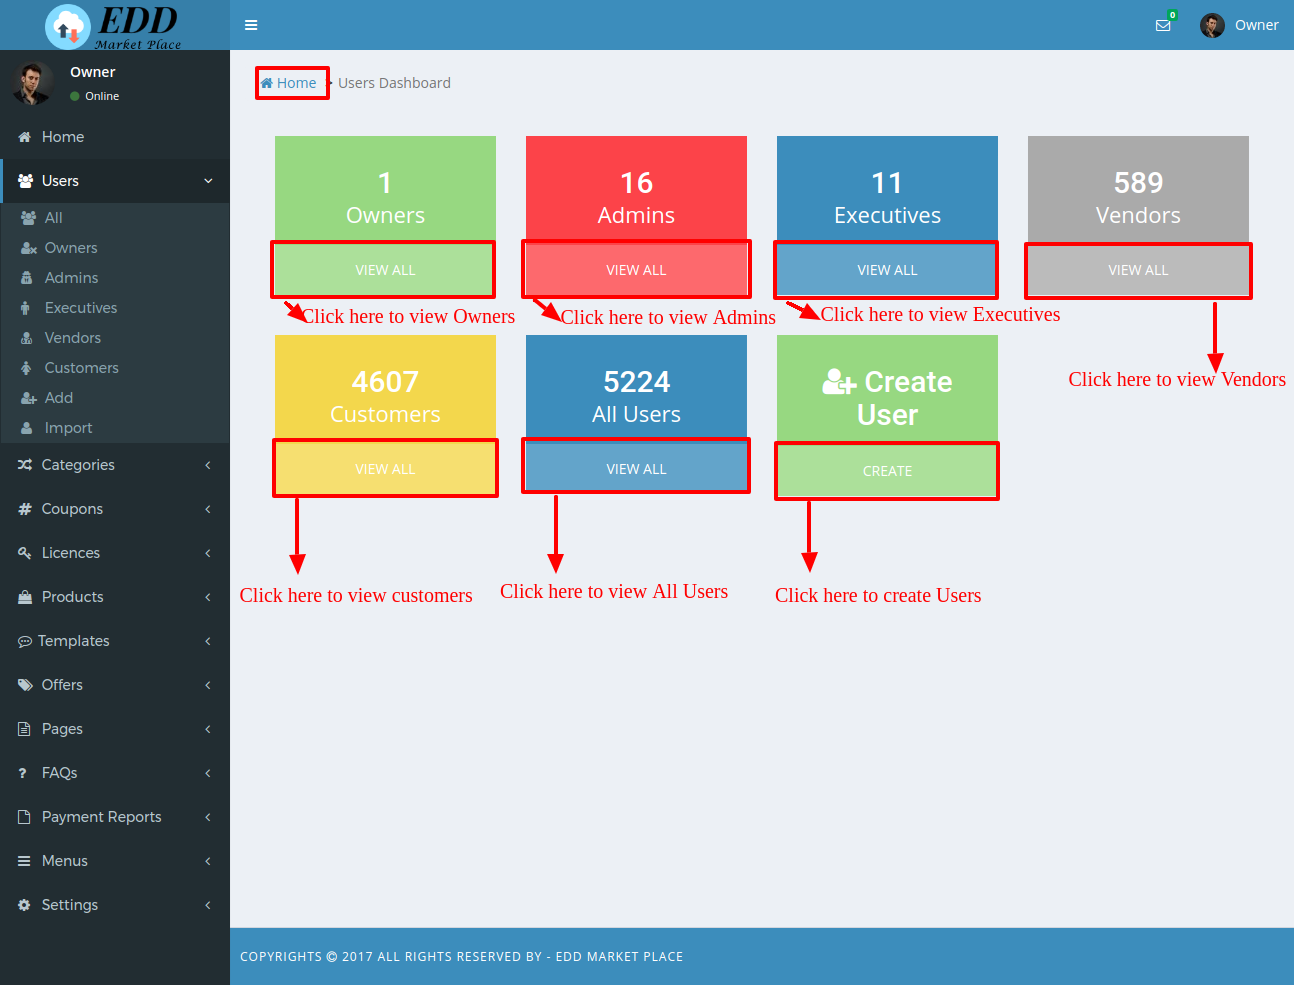 EDD
Market Place
0
Owner
Owner
Online
Home
Users
All
Owners
Admins
Executives
Vendors
Customers
Add
Import
Categories
Coupons
Licences
Products
Templates
Offers
Pages
FAQs
Payment Reports
Menus
Settings
Home > Users Dashboard
1
Owners
VIEW ALL
Click here to view Owners
16
Admins
VIEW ALL
Click here to view Admins
11
Executives
VIEW ALL
Click here to view Executives
589
Vendors
VIEW ALL
Click here to view Vendors
4607
Customers
VIEW ALL
Click here to view customers
5224
All Users
VIEW ALL
Click here to view All Users
Create
User
CREATE
Click here to create Users
COPYRIGHTS © 2017 ALL RIGHTS RESERVED BY - EDD MARKET PLACE